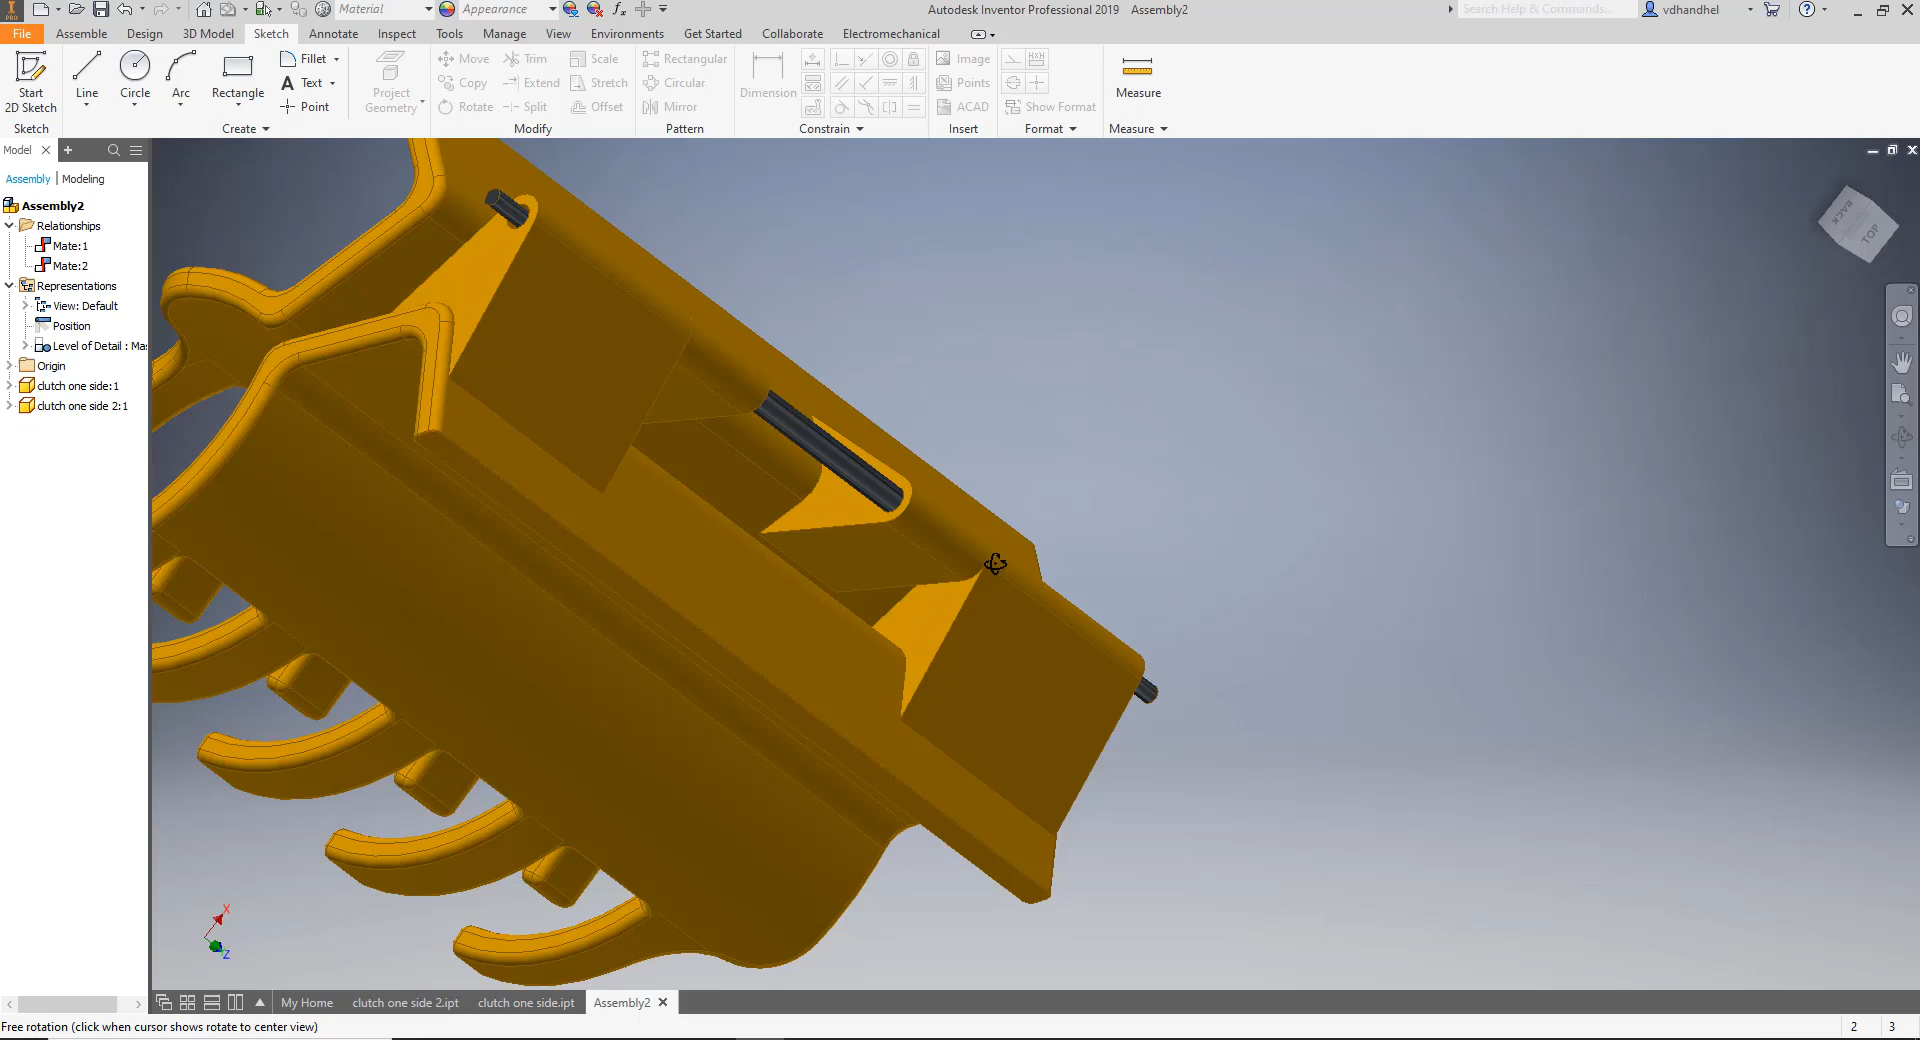 Material
Appearance
Autodesk Inventor Professional 2019 Assembly2
Search Help & Commands...
vdhandhel
File Assemble Design 3D Model Sketch Annotate Inspect Tools Manage View Environments Get Started Collaborate Electromechanical
Start
2D Sketch
Line
Circle
Arc
Rectangle
Fillet
Text
Point
Project
Geometry
Move
Copy
Rotate
Trim
Extend
Split
Scale
Stretch
Offset
Rectangular
Circular
Mirror
Dimension
Image
Points
ACAD
Show Format
Measure
Sketch Create Modify Pattern Constrain Insert Format Measure
Model
Assembly Modeling
Assembly2
Relationships
Mate:1
Mate:2
Representations
View: Default
Position
Level of Detail : Mas
Origin
clutch one side:1
clutch one side 2:1
BACK
TOP
X
Z
My Home clutch one side 2.ipt clutch one side.ipt Assembly2
Free rotation (click when cursor shows rotate to center view)
2 3